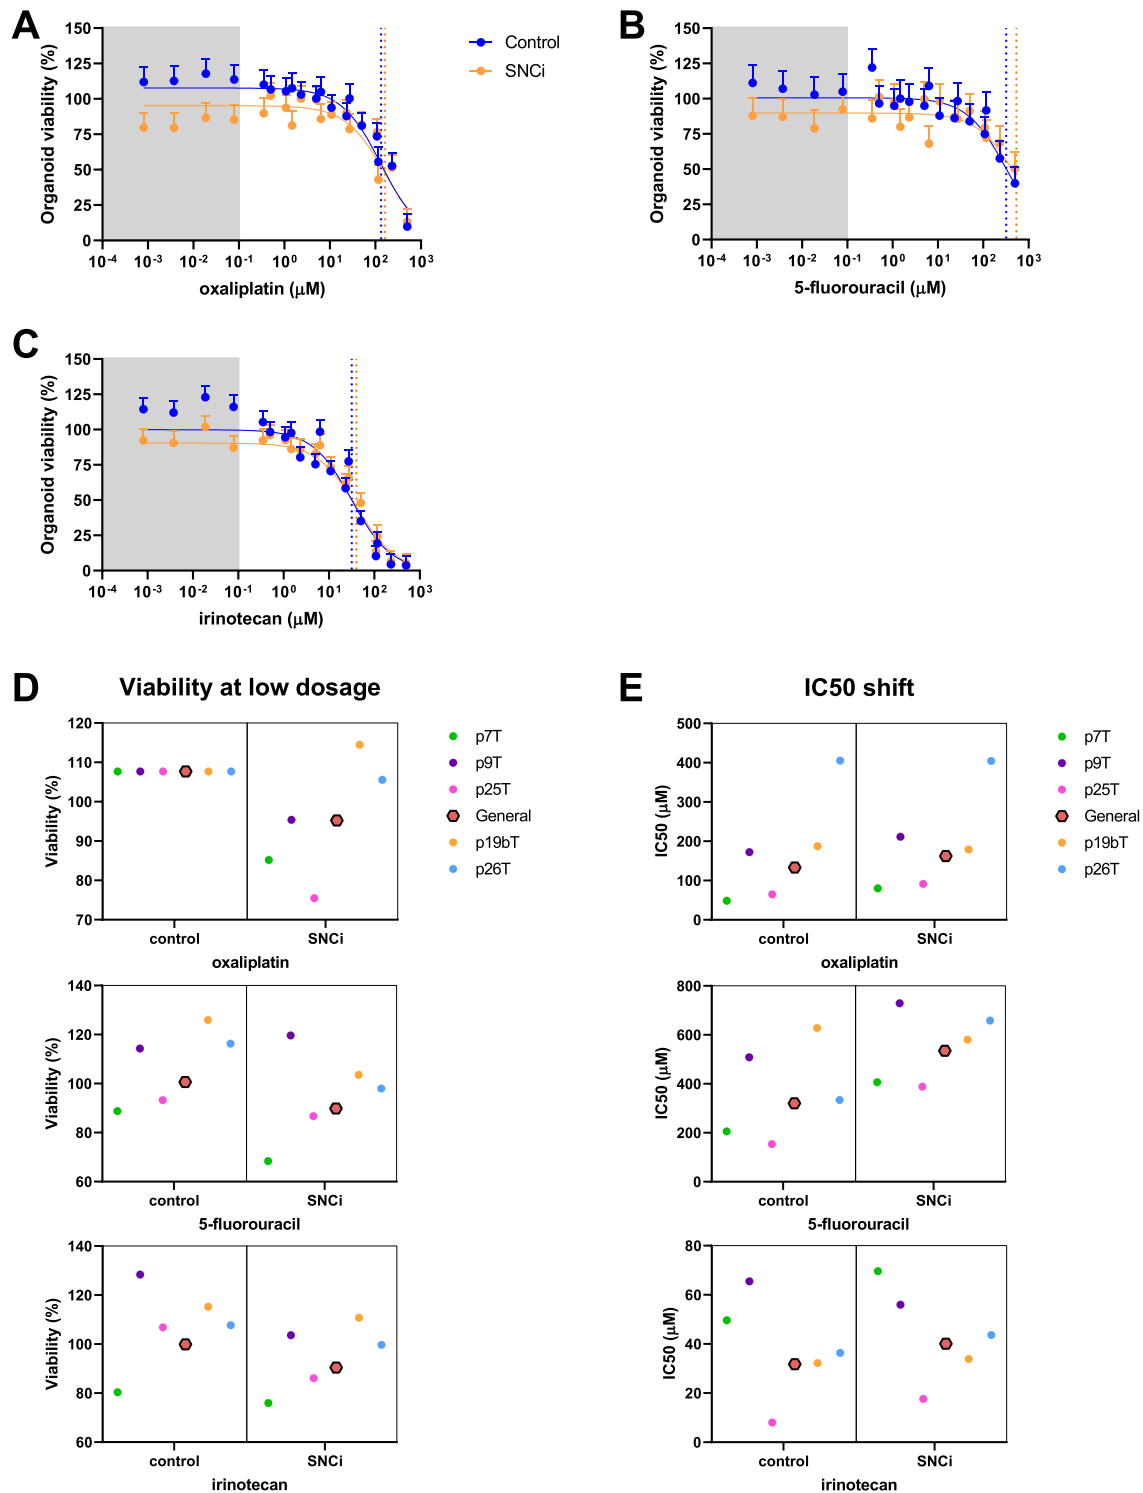 A
150
125
100
75
50
25
0
Organoid viability (%)
10-4 10-3 10-2 10-1 100 101 102 103
oxaliplatin (μM)
Control
SNCi
B
150
125
100
75
50
25
0
Organoid viability (%)
10-4 10-3 10-2 10-1 100 101 102 103
5-fluorouracil (μM)
C
150
125
100
75
50
25
0
Organoid viability (%)
10-4 10-3 10-2 10-1 100 101 102 103
irinotecan (μM)
D
Viability at low dosage
120
110
100
90
80
70
Viability (%)
control SNCi
oxaliplatin
p7T
p9T
p25T
General
p19bT
p26T
140
120
100
80
60
Viability (%)
control SNCi
5-fluorouracil
140
120
100
80
60
Viability (%)
control SNCi
irinotecan
E
IC50 shift
500
400
300
200
100
0
IC50 (μM)
control SNCi
oxaliplatin
p7T
p9T
p25T
General
p19bT
p26T
800
600
400
200
0
IC50 (μM)
control SNCi
5-fluorouracil
80
60
40
20
0
IC50 (μM)
control SNCi
irinotecan